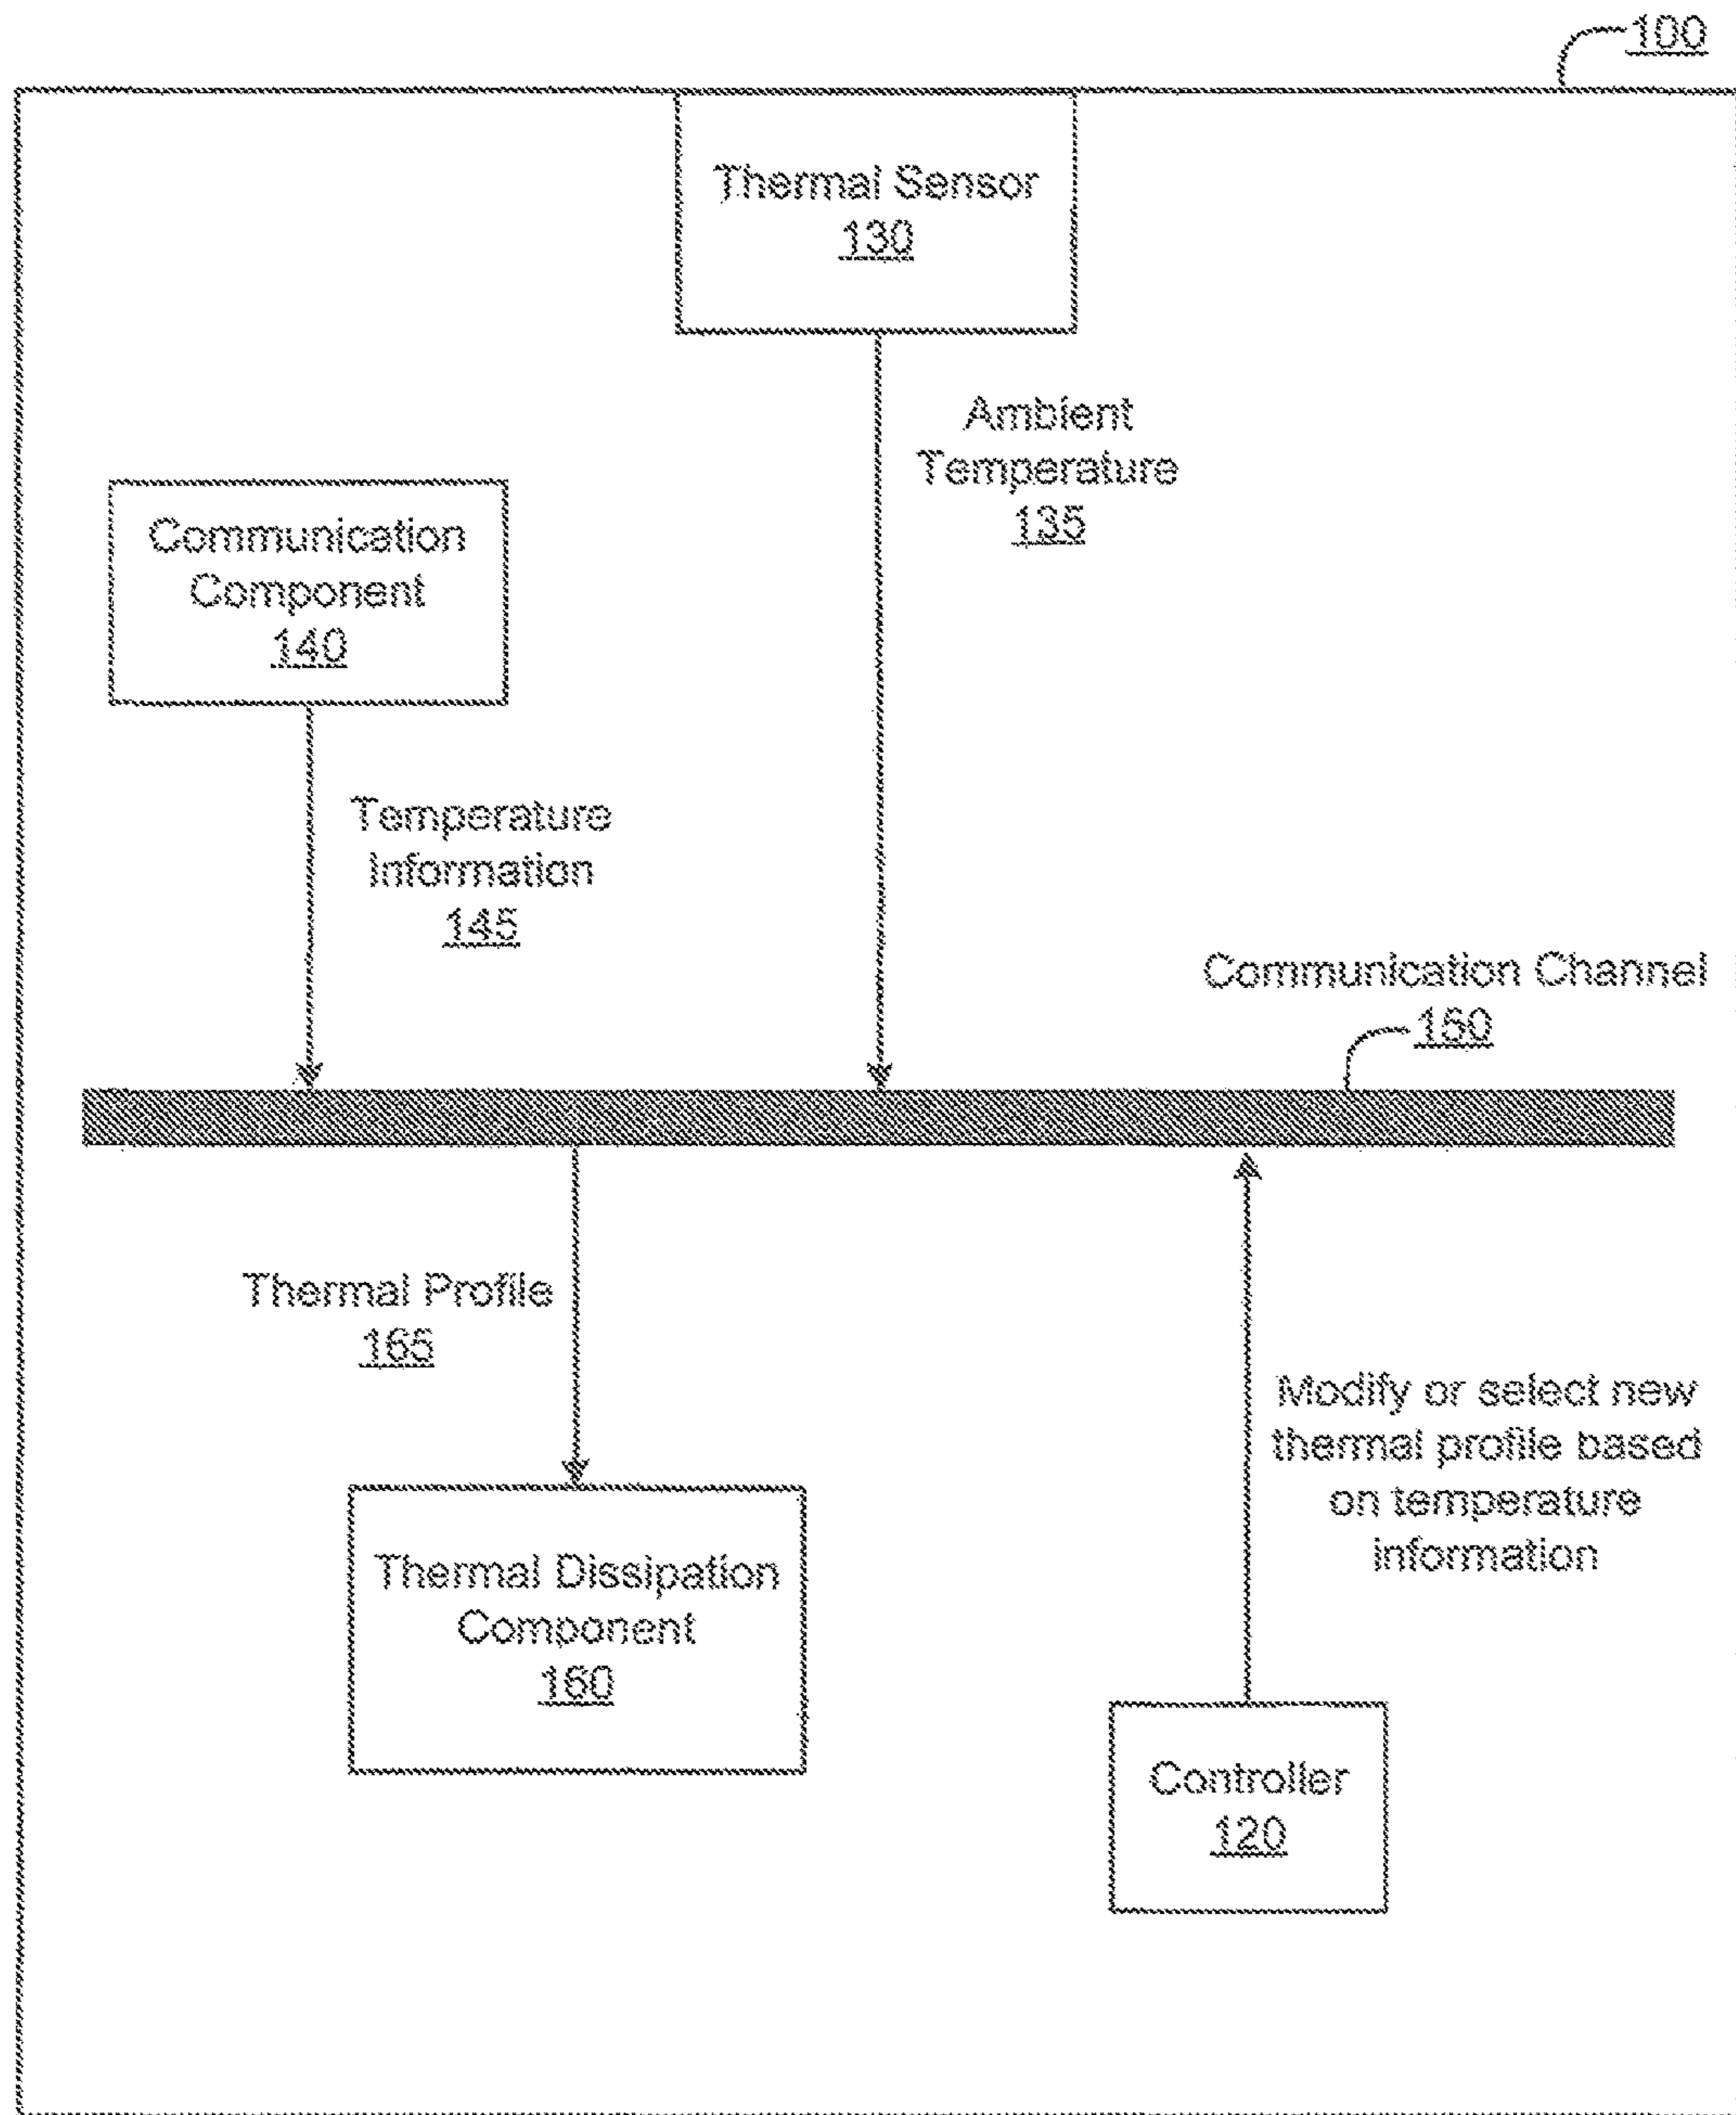 100
Thermal Sensor
130
Ambient
Temperature
135
Communication
Component
140
Temperature
Information
145
Communication Channel
150
Thermal Profile
165
Modify or select new
thermal profile based
on temperature
information
Thermal Dissipation
Component
160
Controller
120